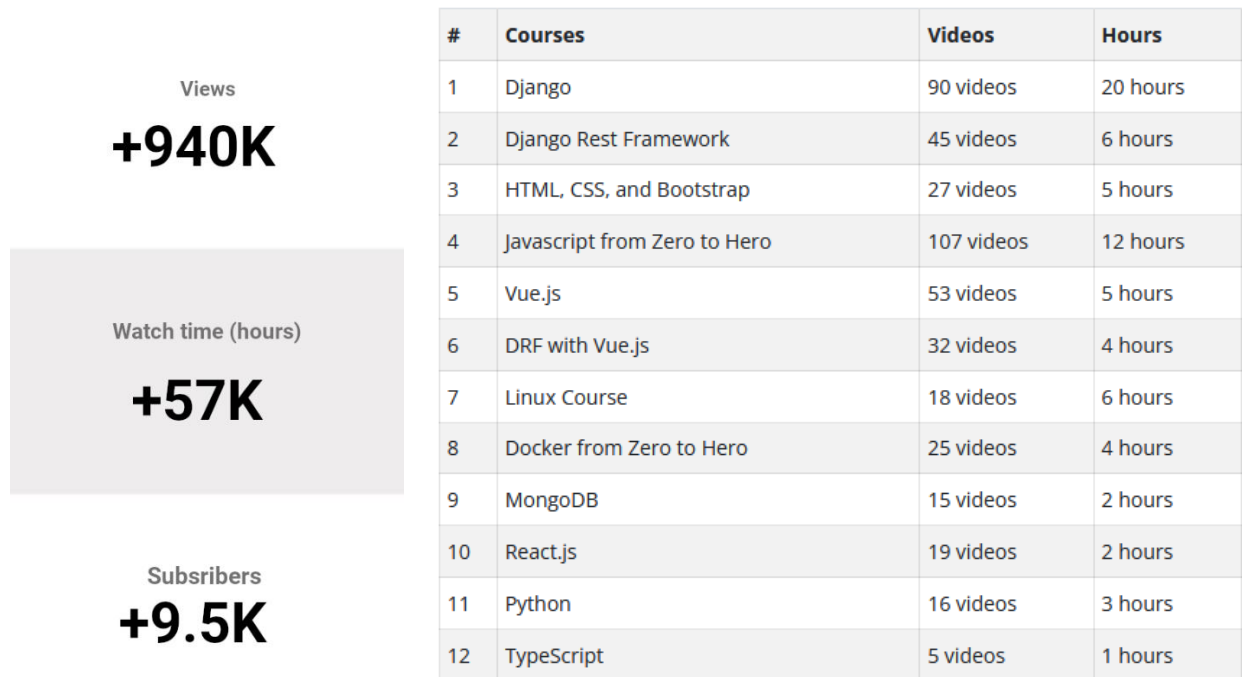 Views
+940K
Watch time (hours)
+57K
Subsribers
+9.5K
# Courses Videos Hours
1 Django 90 videos 20 hours
2 Django Rest Framework 45 videos 6 hours
3 HTML, CSS, and Bootstrap 27 videos 5 hours
4 Javascript from Zero to Hero 107 videos 12 hours
5 Vue.js 53 videos 5 hours
6 DRF with Vue.js 32 videos 4 hours
7 Linux Course 18 videos 6 hours
8 Docker from Zero to Hero 25 videos 4 hours
9 MongoDB 15 videos 2 hours
10 React.js 19 videos 2 hours
11 Python 16 videos 3 hours
12 TypeScript 5 videos 1 hours